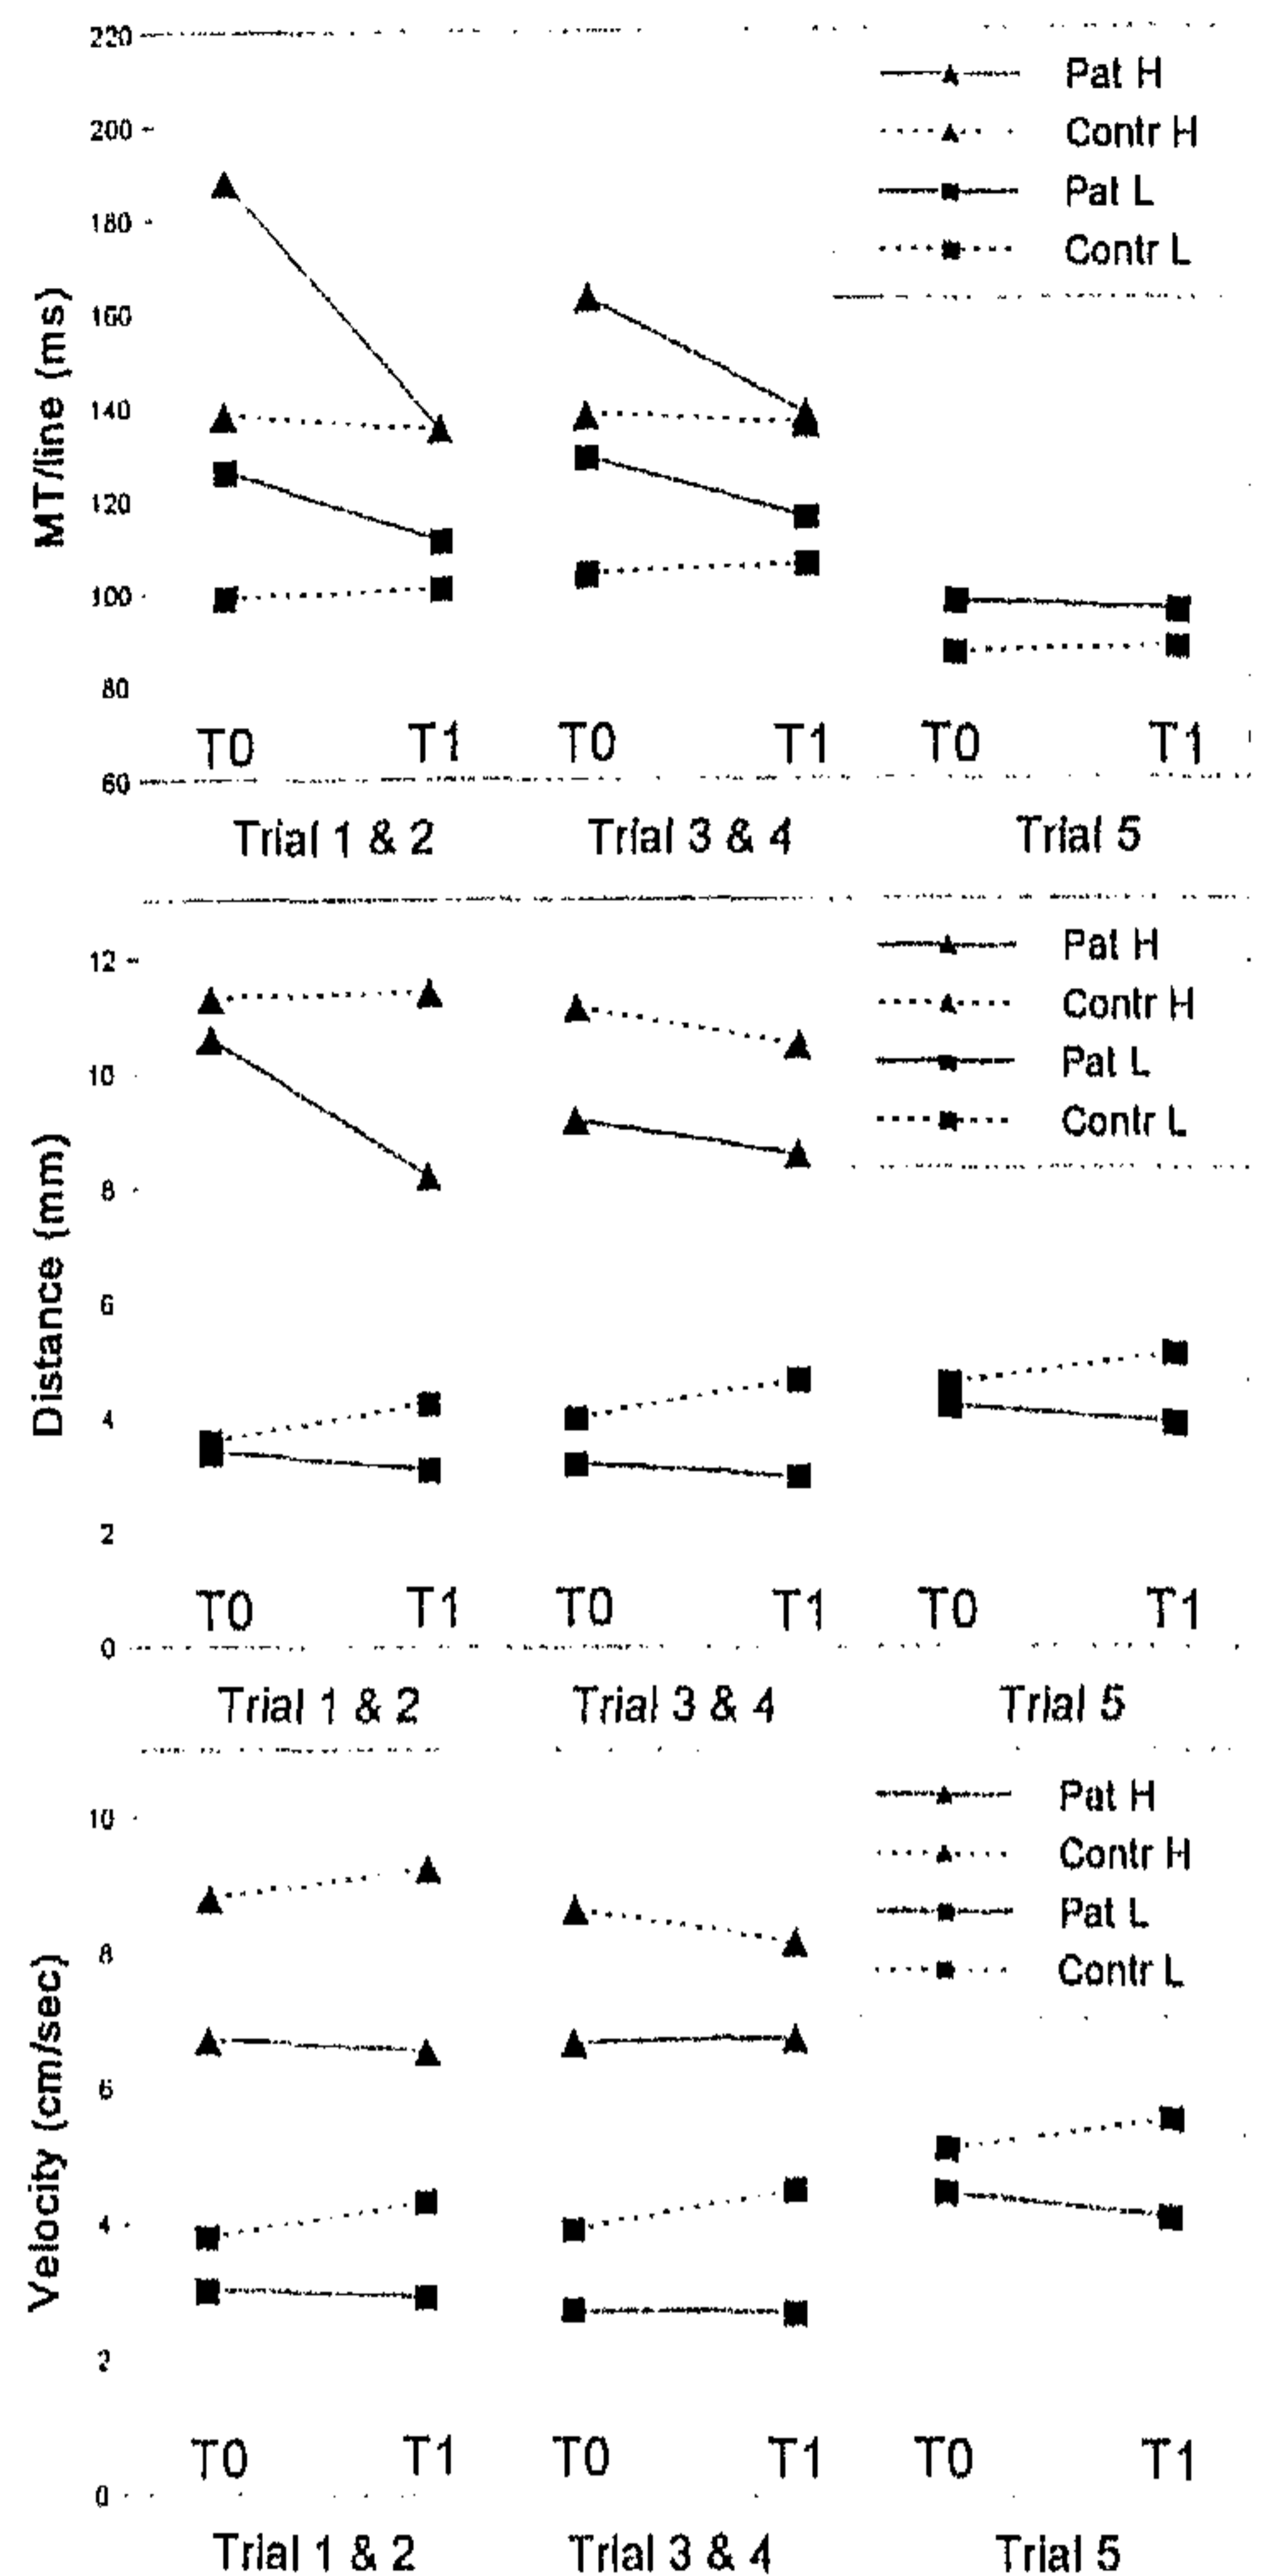 220
200
180
160
140
120
100
80
60
MT/line (ms)
Pat H
Contr H
Pat L
Contr L
T0 T1 T0 T1 T0 T1
Trial 1 & 2 Trial 3 & 4 Trial 5
12
10
8
6
4
2
0
Distance (mm)
Pat H
Contr H
Pat L
Contr L
T0 T1 T0 T1 T0 T1
Trial 1 & 2 Trial 3 & 4 Trial 5
10
8
6
4
2
0
Velocity (cm/sec)
Pat H
Contr H
Pat L
Contr L
T0 T1 T0 T1 T0 T1
Trial 1 & 2 Trial 3 & 4 Trial 5